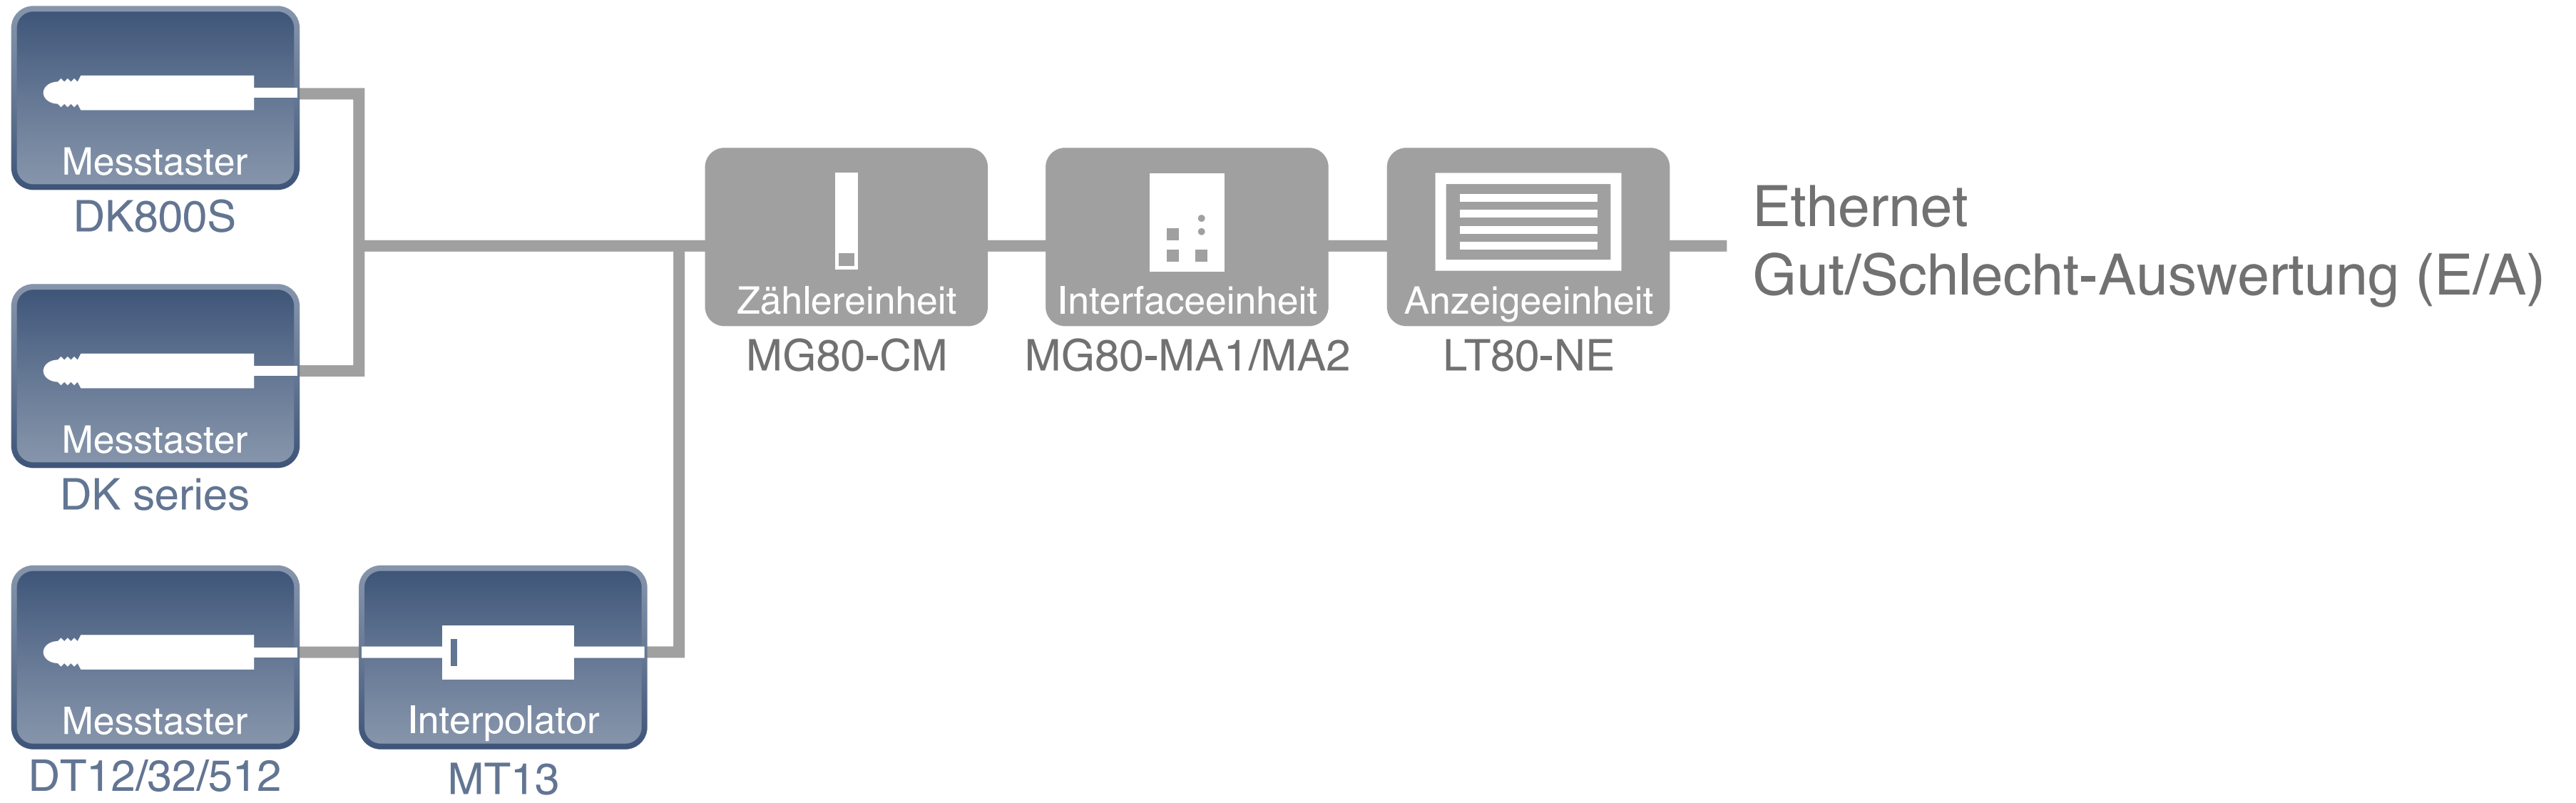 Messtaster
DK800S
Messtaster
DK series
Messtaster
DT12/32/512
Interpolator
MT13
Zählereinheit
MG80-CM
Interfaceeinheit
MG80-MA1/MA2
Anzeigeeinheit
LT80-NE
Ethernet
Gut/Schlecht-Auswertung (E/A)